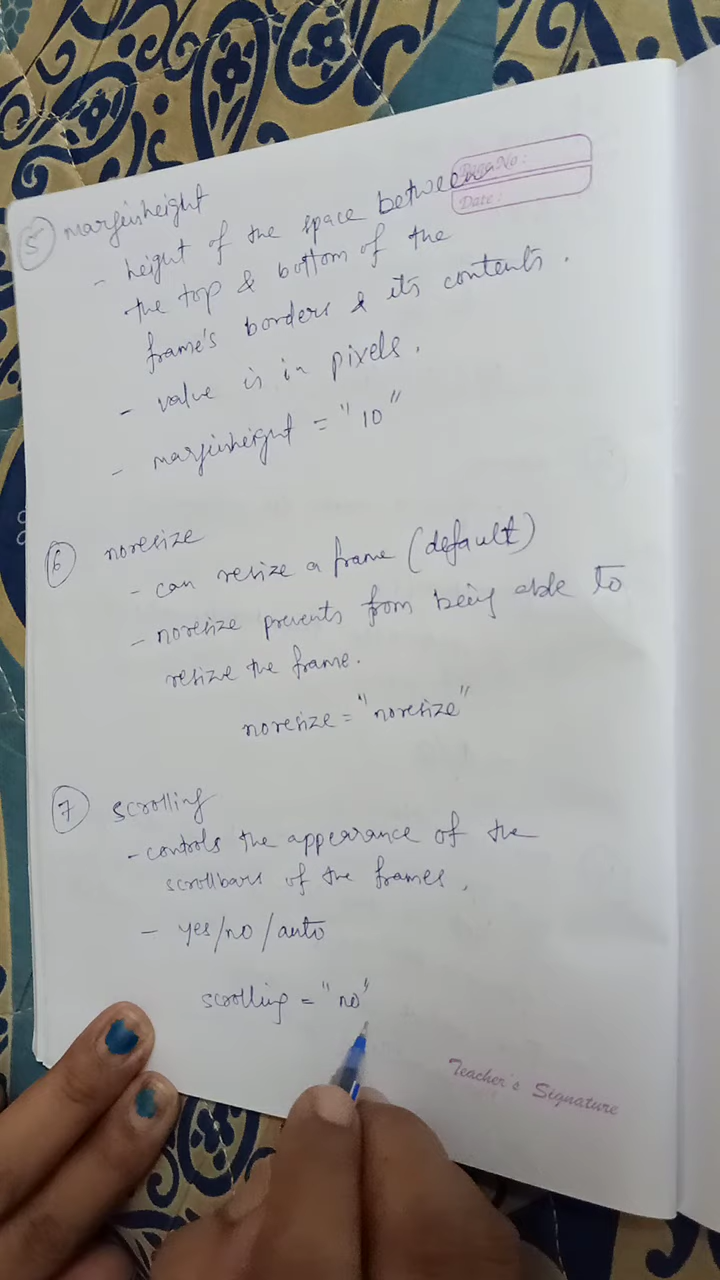 Page No:
Date:
5 marginheight
- height of the space between
the top & bottom of the
frame's borders & its contents.
- value is in pixels.
- marginheight = "10"
6 noresize
- can resize a frame (default)
- noresize prevents from being able to
resize the frame.
noresize = "noresize"
7 scrolling
- controls the appearance of the
scrollbars of the frames.
- yes/no/auto
scrolling = "no"
Teacher's Signature